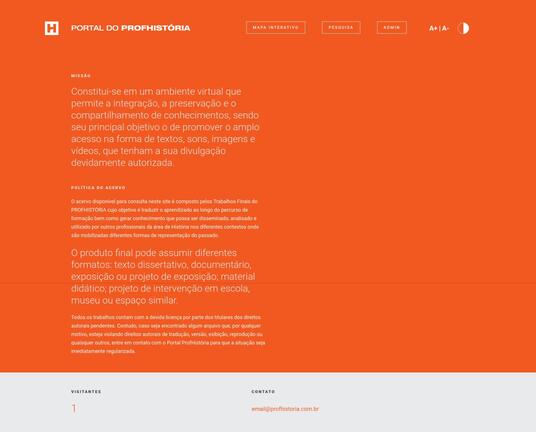 H PORTAL DO PROFHISTÓRIA
MAPA INTERATIVO
PESQUISA
ADMIN
A+ | A-
MISSÃO
Constitui-se em um ambiente virtual que
permite a integração, a preservação e o
compartilhamento de conhecimentos, sendo
seu principal objetivo o de promover o amplo
acesso na forma de textos, sons, imagens e
vídeos, que tenham a sua divulgação
devidamente autorizada.
POLÍTICA DO ACERVO
O acervo disponível para consulta neste site é composto pelos Trabalhos Finais do
PROFHISTÓRIA cujo objetivo é traduzir o aprendizado ao longo do percurso de
formação bem como gerar conhecimento que possa ser disseminado, analisado e
utilizado por outros profissionais da área de História nos diferentes contextos onde
são mobilizadas diferentes formas de representação do passado.
O produto final pode assumir diferentes
formatos: texto dissertativo, documentário,
exposição ou projeto de exposição; material
didático; projeto de intervenção em escola,
museu ou espaço similar.
Todos os trabalhos contam com a devida licença por parte dos titulares dos direitos
autorais pendentes. Contudo, caso seja encontrado algum arquivo que, por qualquer
motivo, esteja violando direitos autorais de tradução, versão, exibição, reprodução ou
quaisquer outros, entre em contato com o Portal ProfHistória para que a situação seja
imediatamente regularizada.
VISITANTES
1
CONTATO
email@profhistoria.com.br